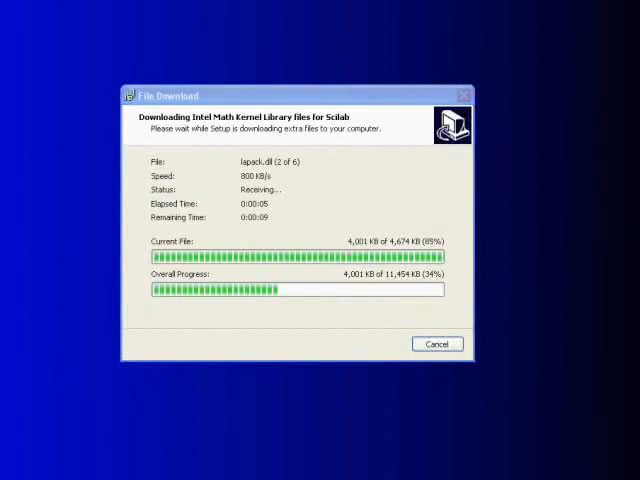 File Download
Downloading Intel Math Kernel Library files for Scilab
Please wait while Setup is downloading extra files to your computer.
File: lapack.dll (2 of 6)
Speed: 800 KB/s
Status: Receiving...
Elapsed Time: 0:00:05
Remaining Time: 0:00:09
Current File: 4,001 KB of 4,674 KB (85%)
Overall Progress: 4,001 KB of 11,454 KB (34%)
Cancel